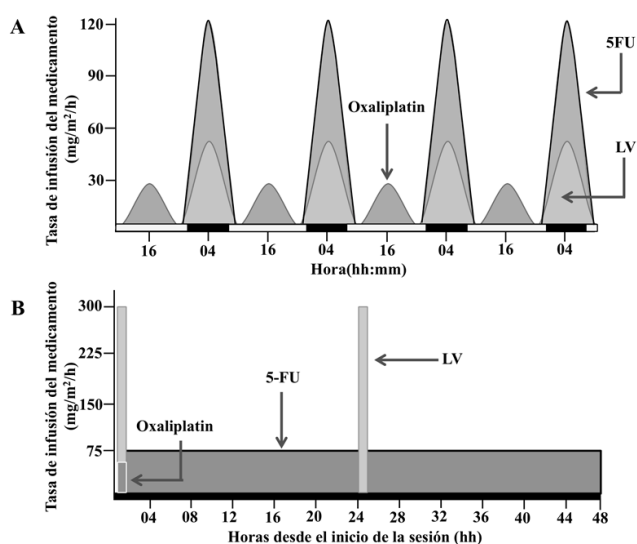 A
Tasa de infusión del medicamento
(mg/m²/h)
120
90
60
30
Oxaliplatin
5FU
LV
16 04 16 04 16 04 16 04
Hora(hh:mm)
B
Tasa de infusión del medicamento
(mg/m²/h)
300
225
150
75
Oxaliplatin
5-FU
LV
04 08 12 16 20 24 28 32 36 40 44 48
Horas desde el inicio de la sesión (hh)